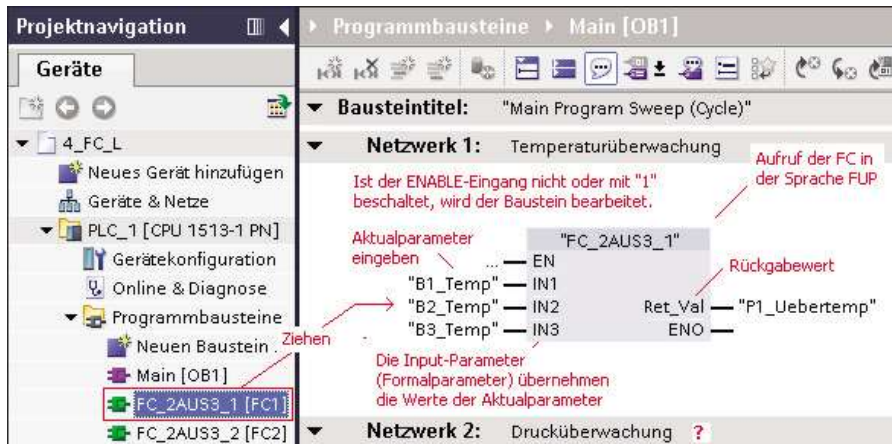 Projektnavigation
Programmbausteine
Main [OB1]
Geräte
Bausteintitel: "Main Program Sweep (Cycle)"
4_FC_L
Netzwerk 1: Temperaturüberwachung
Neues Gerät hinzufügen
Geräte & Netze
PLC_1 [CPU 1513-1 PN]
Gerätekonfiguration
Online & Diagnose
Programmbausteine
Neuen Baustein .
Main [OB1]
FC_2AUS3_1 [FC1]
FC_2AUS3_2 [FC2]
Ziehen
Ist der ENABLE-Eingang nicht oder mit "1"
beschaltet, wird der Baustein bearbeitet.
Aufruf der FC in
der Sprache FUP
Aktualparameter
eingeben
"FC_2AUS3_1"
... EN
"B1_Temp" IN1
"B2_Temp" IN2
"B3_Temp" IN3
Rückgabewert
Ret_Val "P1_Uebertemp"
ENO
Die Input-Parameter
(Formalparameter) übernehmen
die Werte der Aktualparameter
Netzwerk 2: Drucküberwachung ?